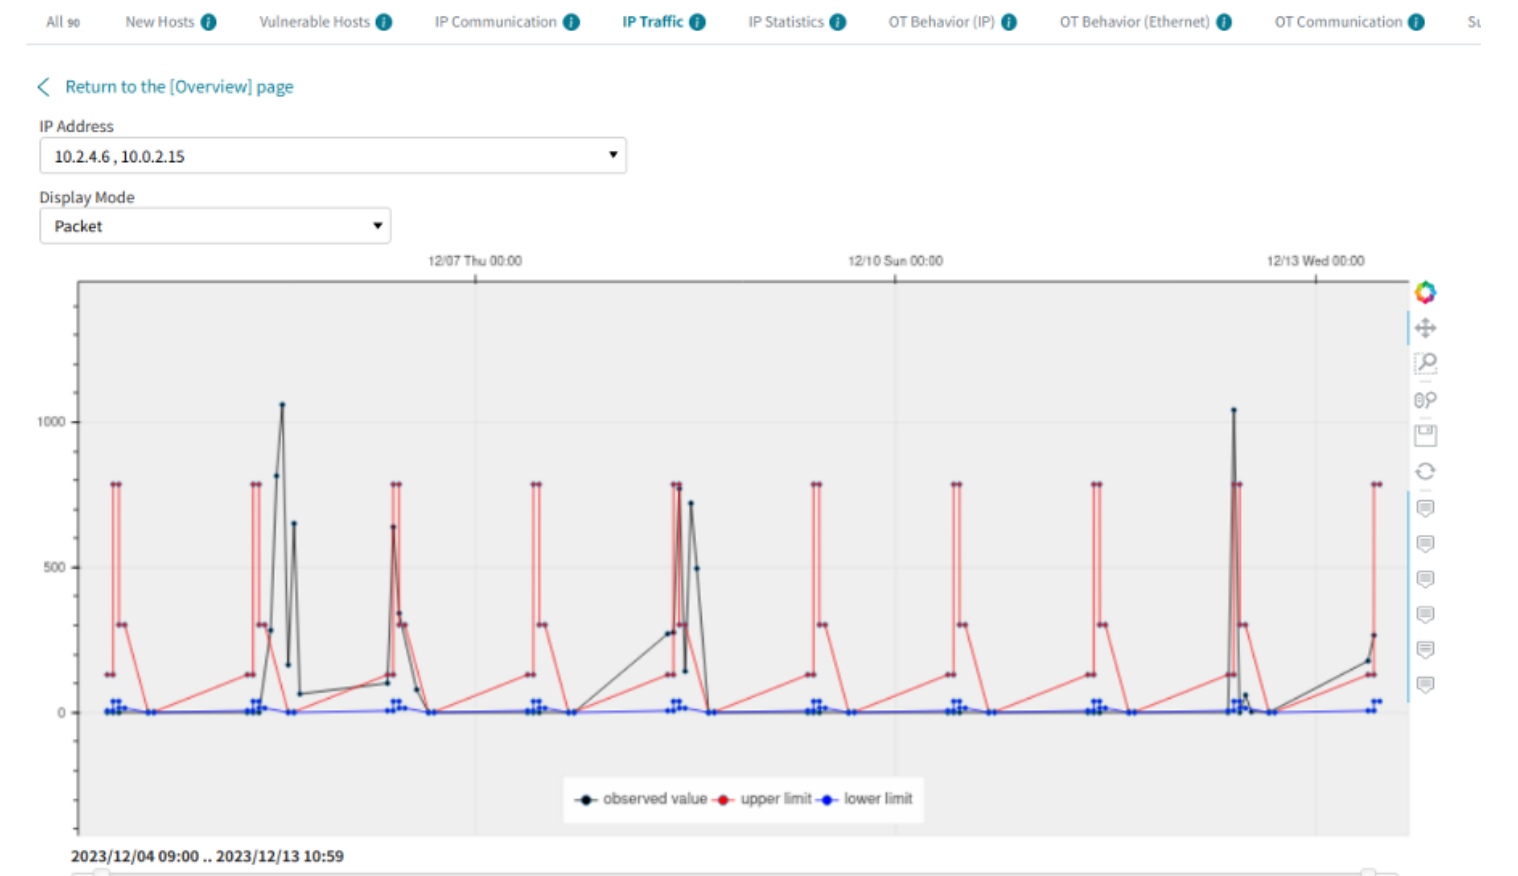 All 90 New Hosts i Vulnerable Hosts i IP Communication i IP Traffic i IP Statistics i OT Behavior (IP) i OT Behavior (Ethernet) i OT Communication i Su
Return to the [Overview] page
IP Address
10.2.4.6 , 10.0.2.15
Display Mode
Packet
12/07 Thu 00:00 12/10 Sun 00:00 12/13 Wed 00:00
1000
500
0
observed value upper limit lower limit
2023/12/04 09:00 .. 2023/12/13 10:59